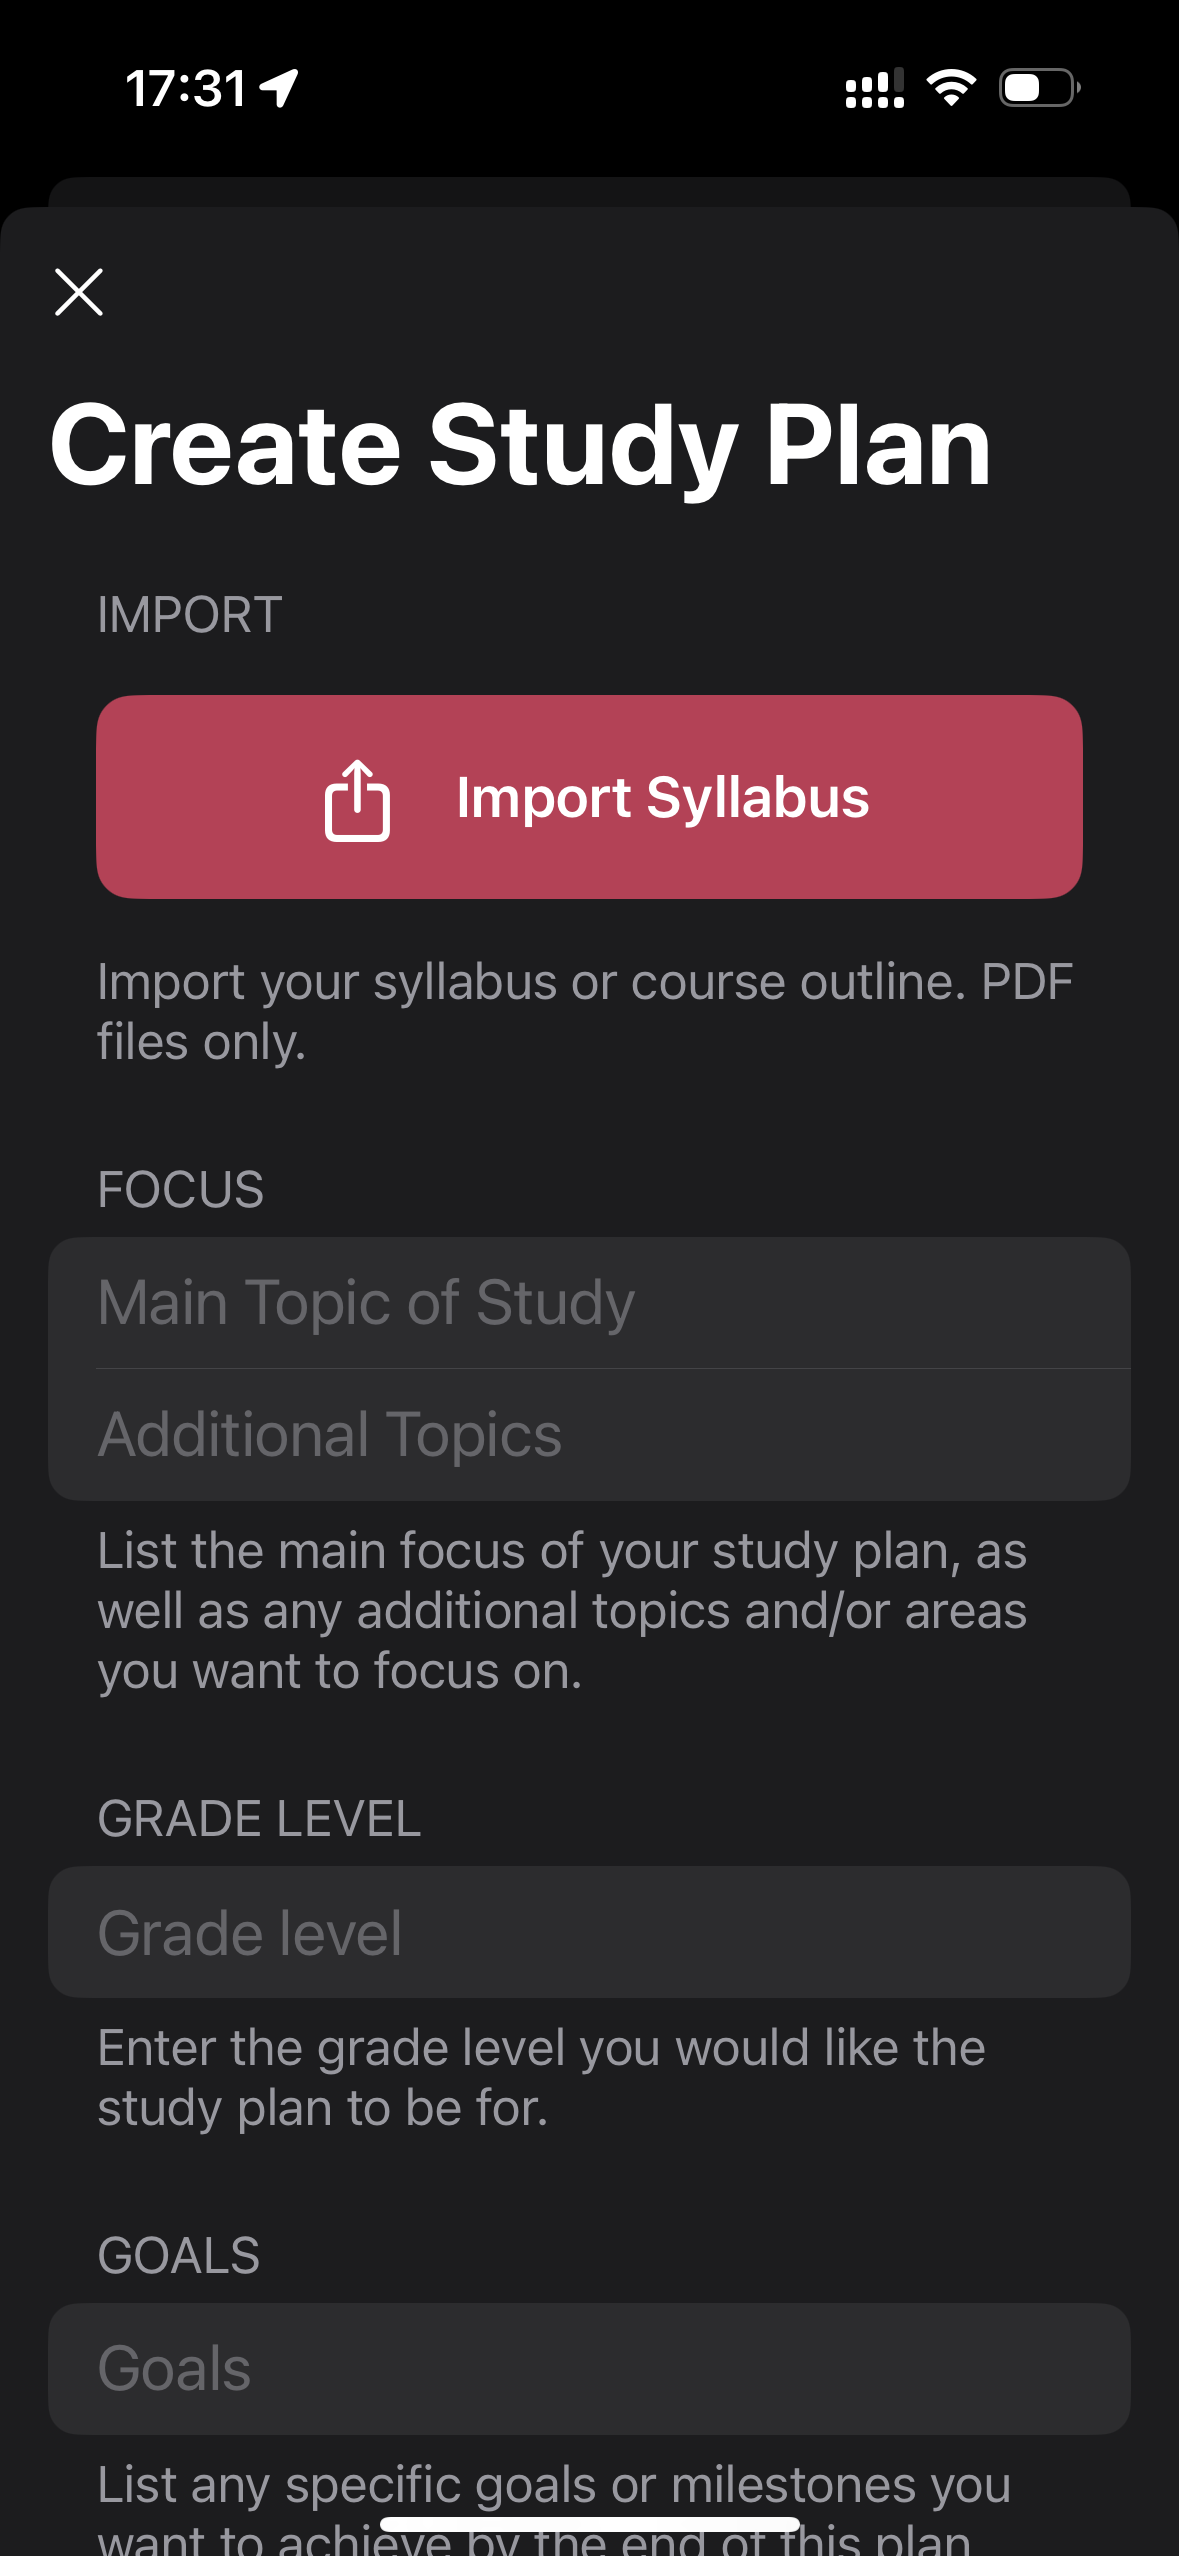 17:31
Create Study Plan
IMPORT
Import Syllabus
Import your syllabus or course outline. PDF
files only.
FOCUS
Main Topic of Study
Additional Topics
List the main focus of your study plan, as
well as any additional topics and/or areas
you want to focus on.
GRADE LEVEL
Grade level
Enter the grade level you would like the
study plan to be for.
GOALS
Goals
List any specific goals or milestones you
want to achieve by the end of this plan